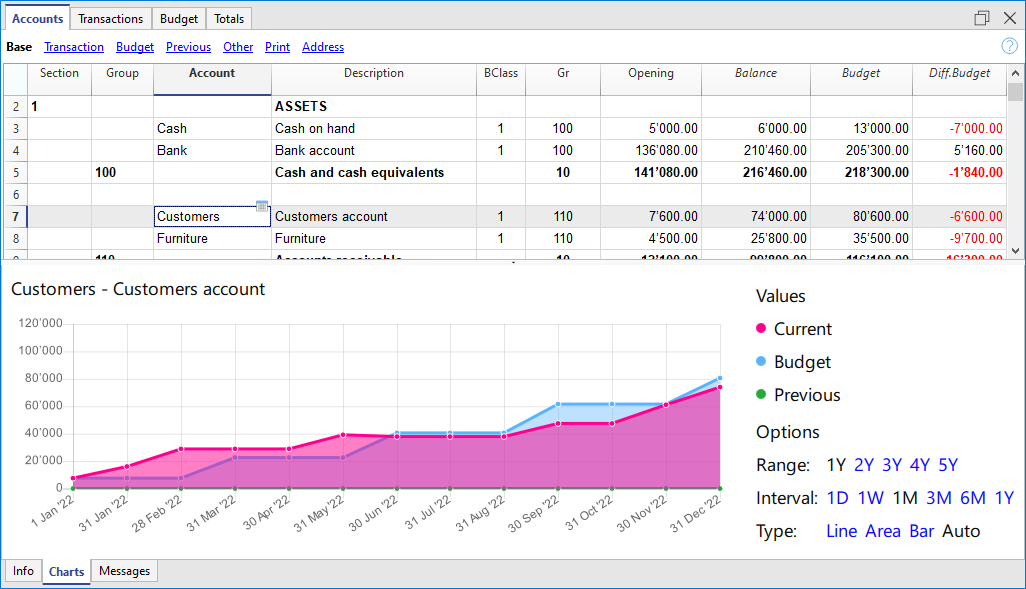 Accounts Transactions Budget Totals
Base Transaction Budget Previous Other Print Address ?
Section Group Account Description BClass Gr Opening Balance Budget Diff.Budget
2 1 ASSETS
3 Cash Cash on hand 1 100 5'000.00 6'000.00 13'000.00 -7'000.00
4 Bank Bank account 1 100 136'080.00 210'460.00 205'300.00 5'160.00
5 100 Cash and cash equivalents 10 141'080.00 216'460.00 218'300.00 -1'840.00
6
7 Customers Customers account 1 110 7'600.00 74'000.00 80'600.00 -6'600.00
8 Furniture Furniture 1 110 4'500.00 25'800.00 35'500.00 -9'700.00
110 Accounts receivable 10
Customers - Customers account
120'000
100'000
80'000
60'000
40'000
20'000
0
1 Jan '22 31 Jan '22 28 Feb '22 31 Mar '22 30 Apr '22 31 May '22 30 Jun '22 31 Jul '22 31 Aug '22 30 Sep '22 31 Oct '22 30 Nov '22 31 Dec '22
Values
Current
Budget
Previous
Options
Range: 1Y 2Y 3Y 4Y 5Y
Interval: 1D 1W 1M 3M 6M 1Y
Type: Line Area Bar Auto
Info Charts Messages